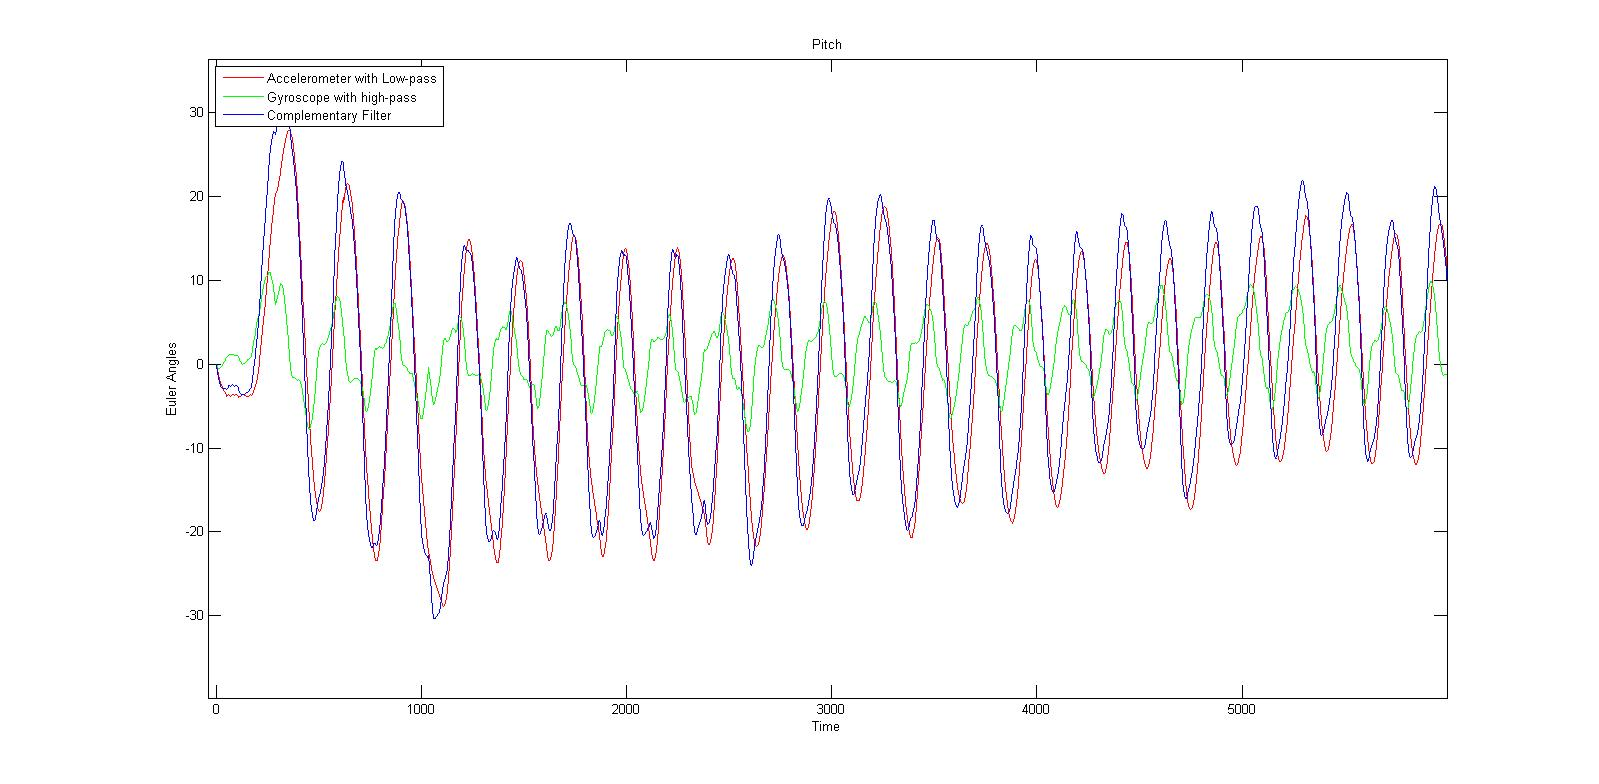 Pitch
Accelerometer with Low-pass
Gyroscope with high-pass
Complementary Filter
30
20
10
0
-10
-20
-30
Euler Angles
0 1000 2000 3000 4000 5000
Time